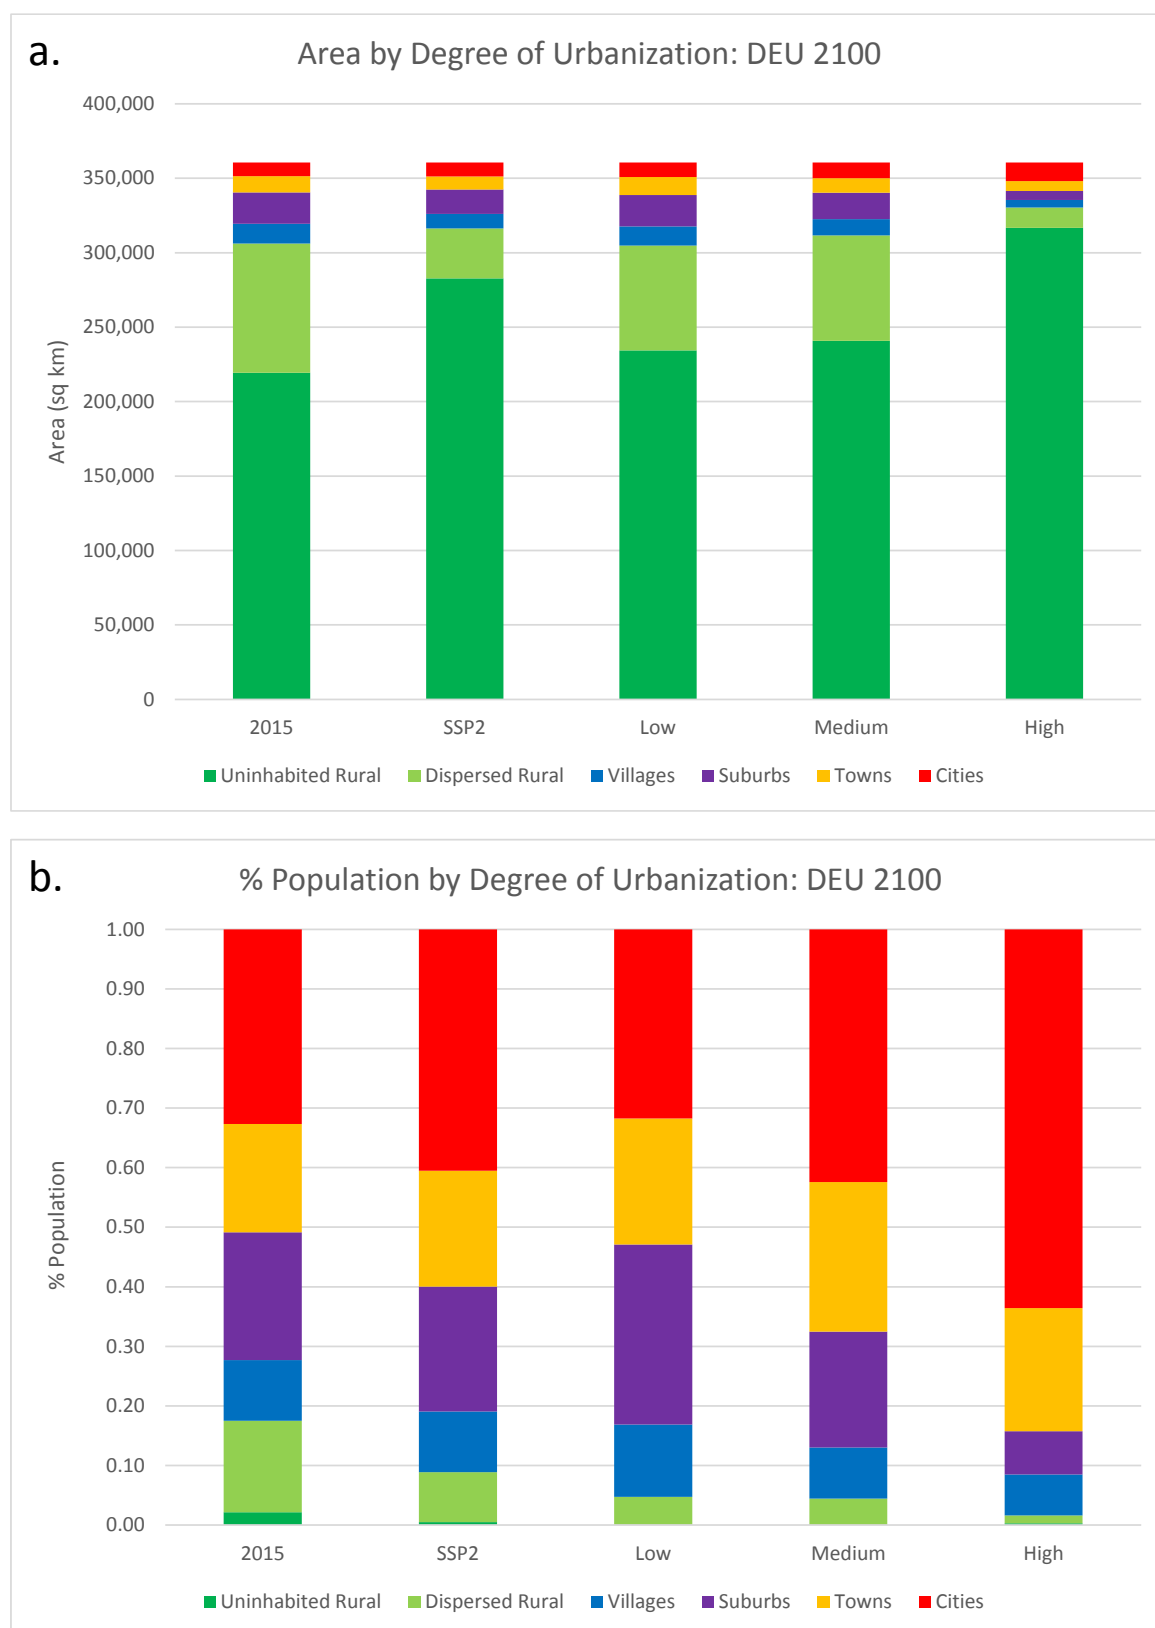 a.
Area by Degree of Urbanization: DEU 2100
400,000
350,000
300,000
250,000
200,000
150,000
100,000
50,000
0
Area (sq km)
2015 SSP2 Low Medium High
Uninhabited Rural Dispersed Rural Villages Suburbs Towns Cities
b.
% Population by Degree of Urbanization: DEU 2100
1.00
0.90
0.80
0.70
0.60
0.50
0.40
0.30
0.20
0.10
0.00
% Population
2015 SSP2 Low Medium High
Uninhabited Rural Dispersed Rural Villages Suburbs Towns Cities